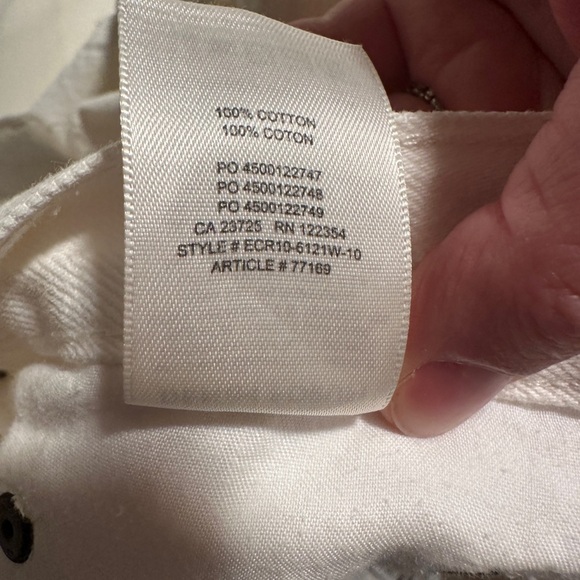 100% COTTON
100% COTON
PO 4500122747
PO 4500122748
PO 4500122749
CA 23725 RN 122354
STYLE # ECR10-6121W-10
ARTICLE # 77169